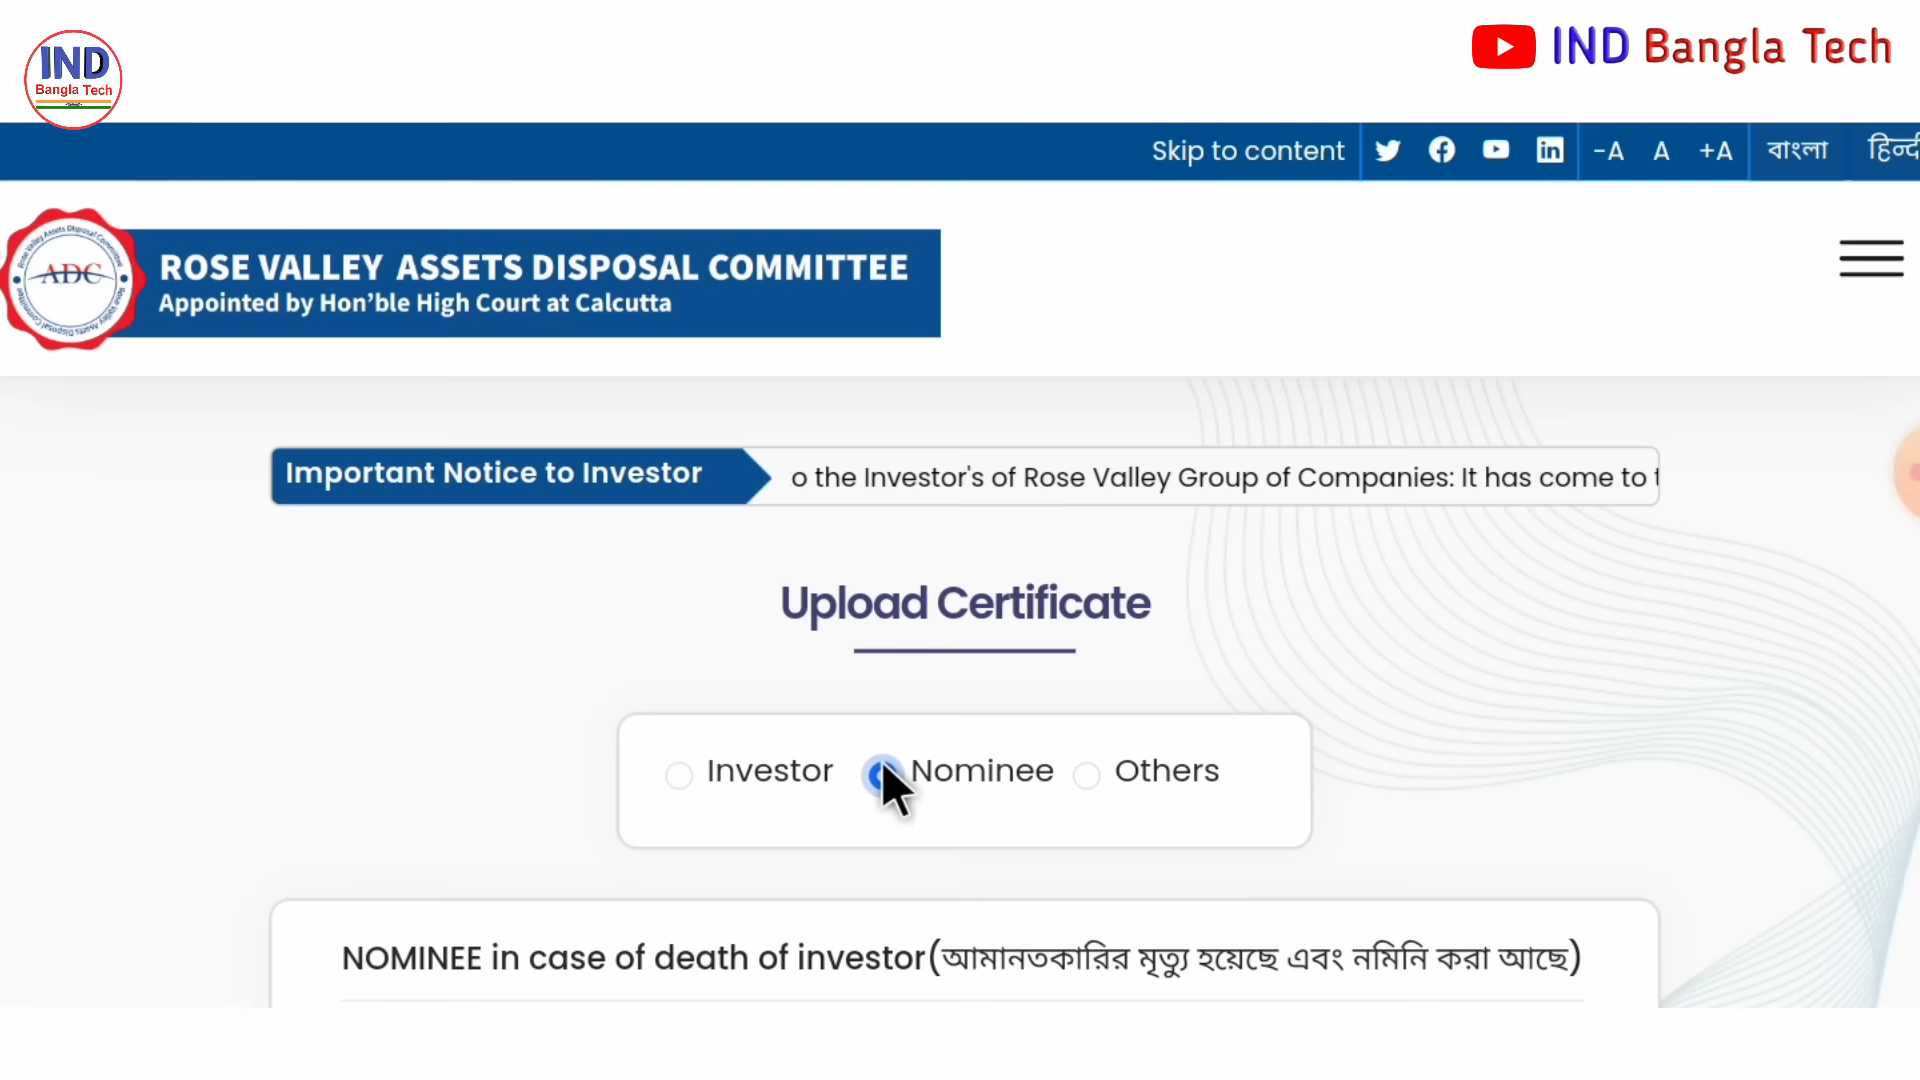 IND
Bangla Tech
IND Bangla Tech
Skip to content
-A A +A বাংলা हिन्दी
ADC
ROSE VALLEY ASSETS DISPOSAL COMMITTEE
Appointed by Hon'ble High Court at Calcutta
Important Notice to Investor
o the Investor's of Rose Valley Group of Companies: It has come to
Upload Certificate
Investor Nominee Others
NOMINEE in case of death of investor(আমানতকারির মৃত্যু হয়েছে এবং নমিনি করা আছে)